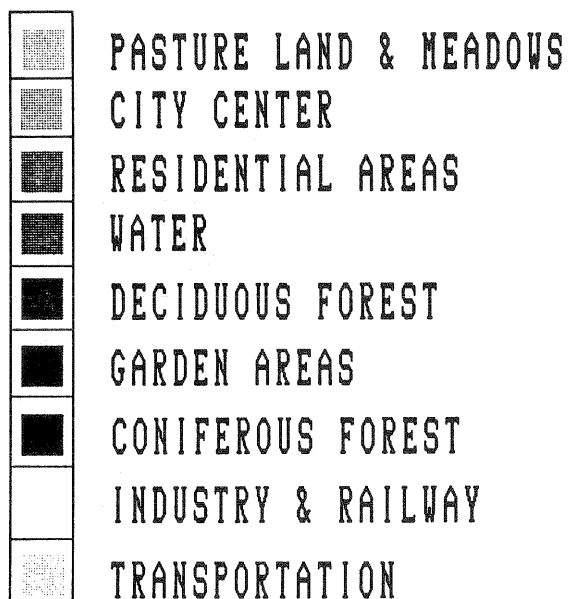 PASTURE LAND & MEADOWS
CITY CENTER
RESIDENTIAL AREAS
WATER
DECIDUOUS FOREST
GARDEN AREAS
CONIFEROUS FOREST
INDUSTRY & RAILWAY
TRANSPORTATION